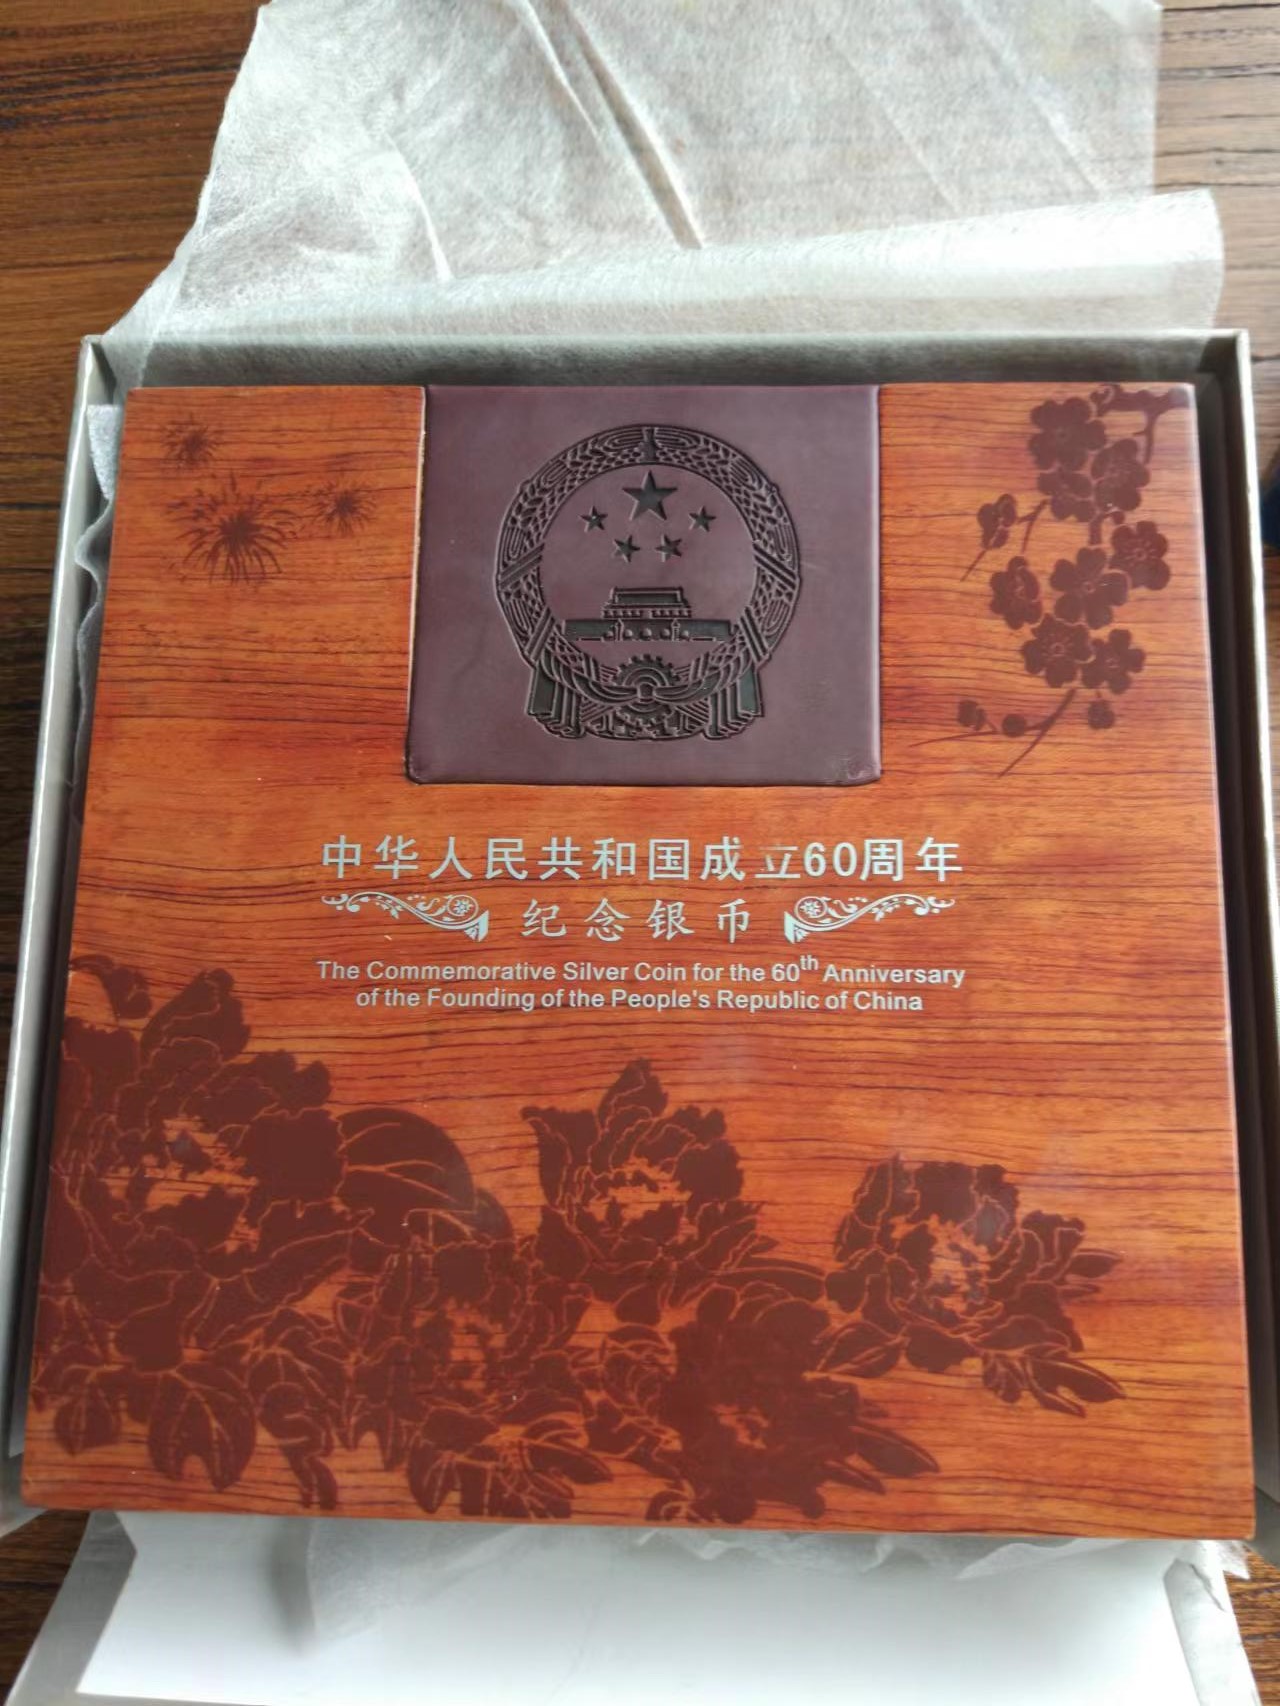 中华人民共和国成立60周年
纪念银币
The Commemorative Silver Coin for the 60th Anniversary
of the Founding of the People's Republic of China